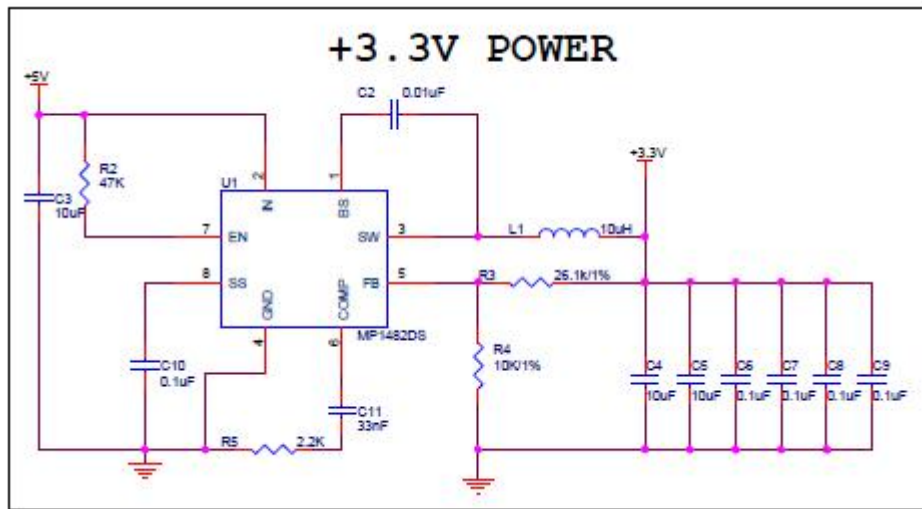 +3.3V POWER
+5V
C2 0.01uF
R2
47K
C3
10uF
U1
2
1
IN
BS
+3.3V
7 EN
SW 3
L1 10uH
8 SS
FB 5
R3 26.1k/1%
GND
COMP
MP1482DS
4
6
C10
0.1uF
R4
10K/1%
C11
33nF
R5 2.2K
C4
10uF
C5
10uF
C6
0.1uF
C7
0.1uF
C8
0.1uF
C9
0.1uF